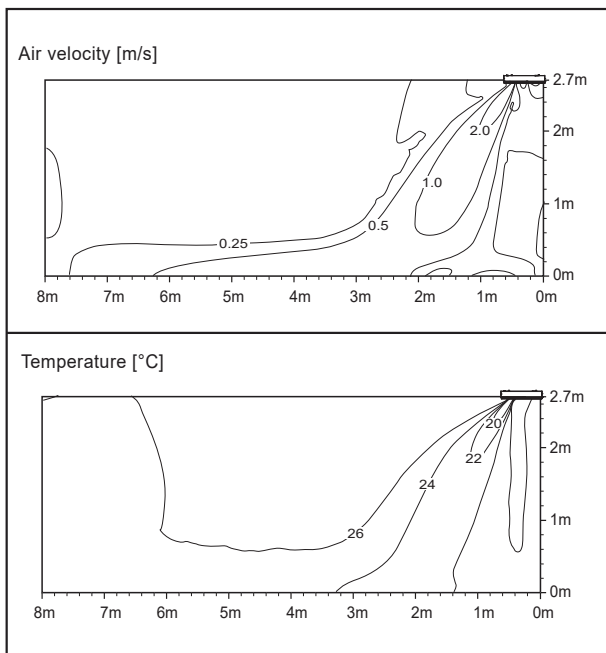 Air velocity [m/s]
2.7m
2.0
2m
1.0
1m
0.5
0.25
0m
8m 7m 6m 5m 4m 3m 2m 1m 0m
Temperature [°C]
2.7m
20
2m
22
24
26
1m
0m
8m 7m 6m 5m 4m 3m 2m 1m 0m